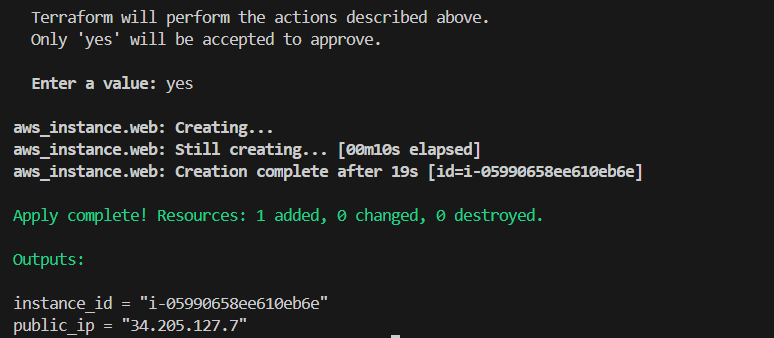 Terraform will perform the actions described above.
Only 'yes' will be accepted to approve.
Enter a value: yes
aws_instance.web: Creating...
aws_instance.web: Still creating... [00m10s elapsed]
aws_instance.web: Creation complete after 19s [id=i-05990658ee610eb6e]
Apply complete! Resources: 1 added, 0 changed, 0 destroyed.
Outputs:
instance_id = "i-05990658ee610eb6e"
public_ip = "34.205.127.7"